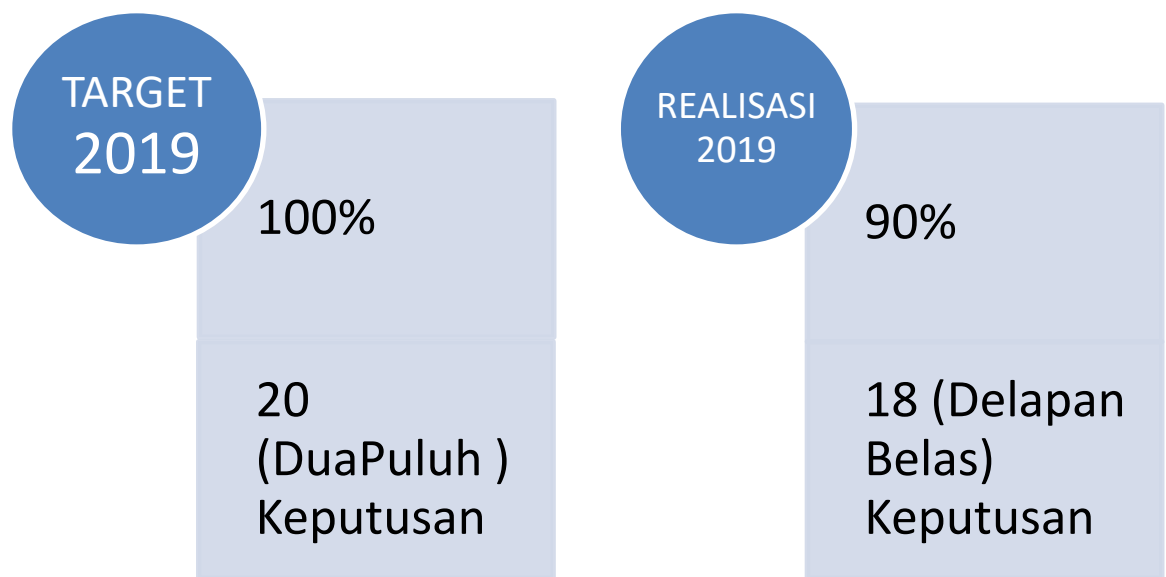 TARGET
2019
100%
20
(DuaPuluh )
Keputusan
REALISASI
2019
90%
18 (Delapan
Belas)
Keputusan